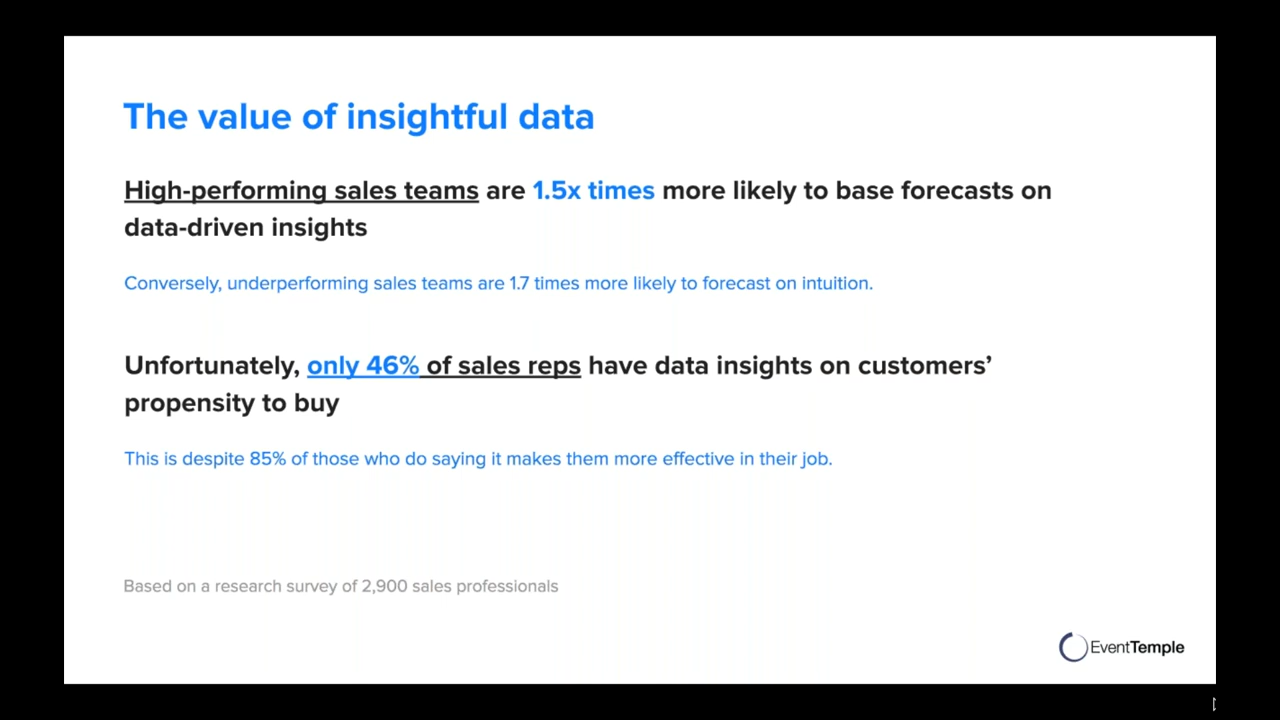 The value of insightful data
High-performing sales teams are 1.5x times more likely to base forecasts on
data-driven insights
Conversely, underperforming sales teams are 1.7 times more likely to forecast on intuition.
Unfortunately, only 46% of sales reps have data insights on customers’
propensity to buy
This is despite 85% of those who do saying it makes them more effective in their job.
Based on a research survey of 2,900 sales professionals
EventTemple